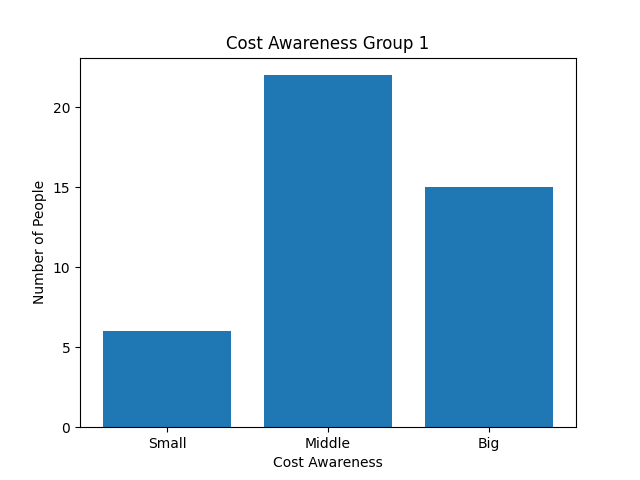 Cost Awareness Group 1
Number of People
20
15
10
5
0
Small Middle Big
Cost Awareness